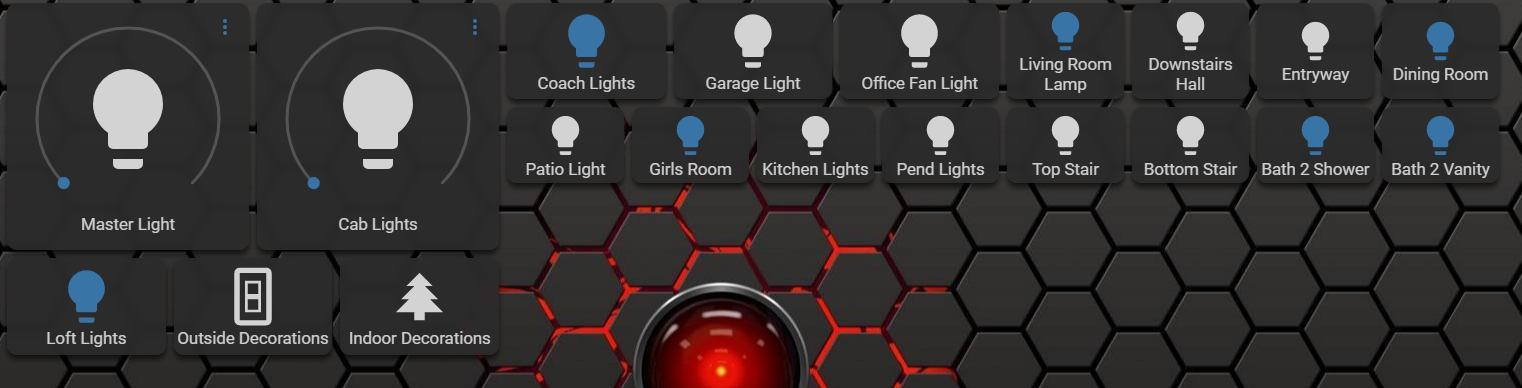 Master Light
Cab Lights
Coach Lights
Garage Light
Office Fan Light
Living Room
Lamp
Downstairs
Hall
Entryway
Dining Room
Patio Light
Girls Room
Kitchen Lights
Pend Lights
Top Stair
Bottom Stair
Bath 2 Shower
Bath 2 Vanity
Loft Lights
Outside Decorations
Indoor Decorations